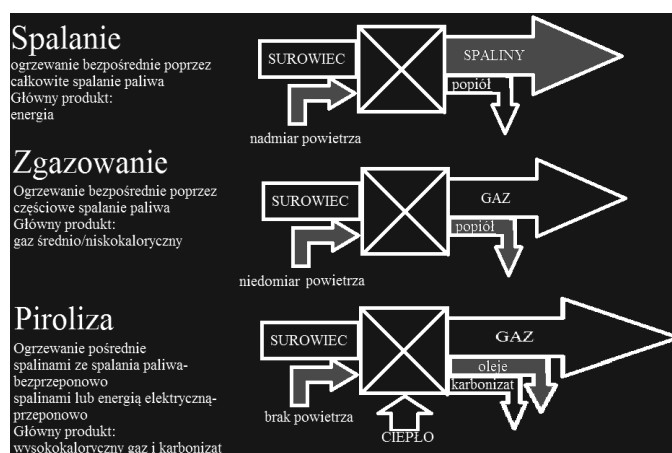 Spalanie
ogrzewanie bezpośrednie poprzez
całkowite spalanie paliwa
Główny produkt:
energia
SUROWIEC
SPALINY
popiół
nadmiar powietrza
Zgazowanie
Ogrzewanie bezpośrednie poprzez
częściowe spalanie paliwa
Główny produkt:
gaz średnio/niskokaloryczny
SUROWIEC
GAZ
popiół
niedomiar powietrza
Piroliza
Ogrzewanie pośrednie
spalinami ze spalania paliwa-
bezprzeponowo
spalinami lub energią elektryczną-
przeponowo
Główny produkt:
wysokokaloryczny gaz i karbonizat
SUROWIEC
GAZ
oleje
karbonizat
brak powietrza
CIEPŁO